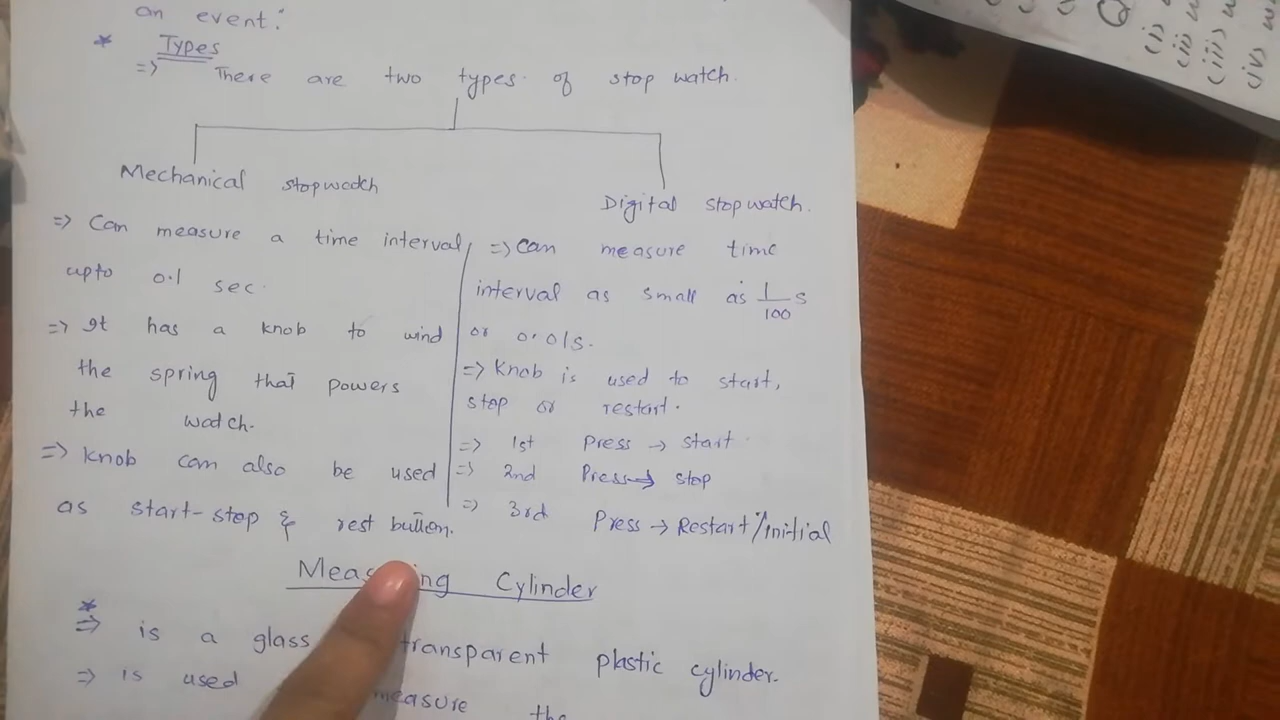 an event:
* Types
=> There are two types of stop watch.
Mechanical stopwatch
=> Can measure a time interval
upto 0.1 sec.
=> It has a knob to wind
the spring that powers
the watch.
=> knob can also be used
as start-stop & rest button.
Digital stopwatch.
=> Can measure time
interval as small as 1/100 s
or 0.01s.
=> Knob is used to start,
stop or restart.
=> 1st Press → start
=> 2nd Press → stop
=> 3rd Press → Restart/initial
Measuring Cylinder
*
=> is a glass transparent plastic cylinder.
=> is used measure the
Q
(i)
(ii)
(iii)
(iv)